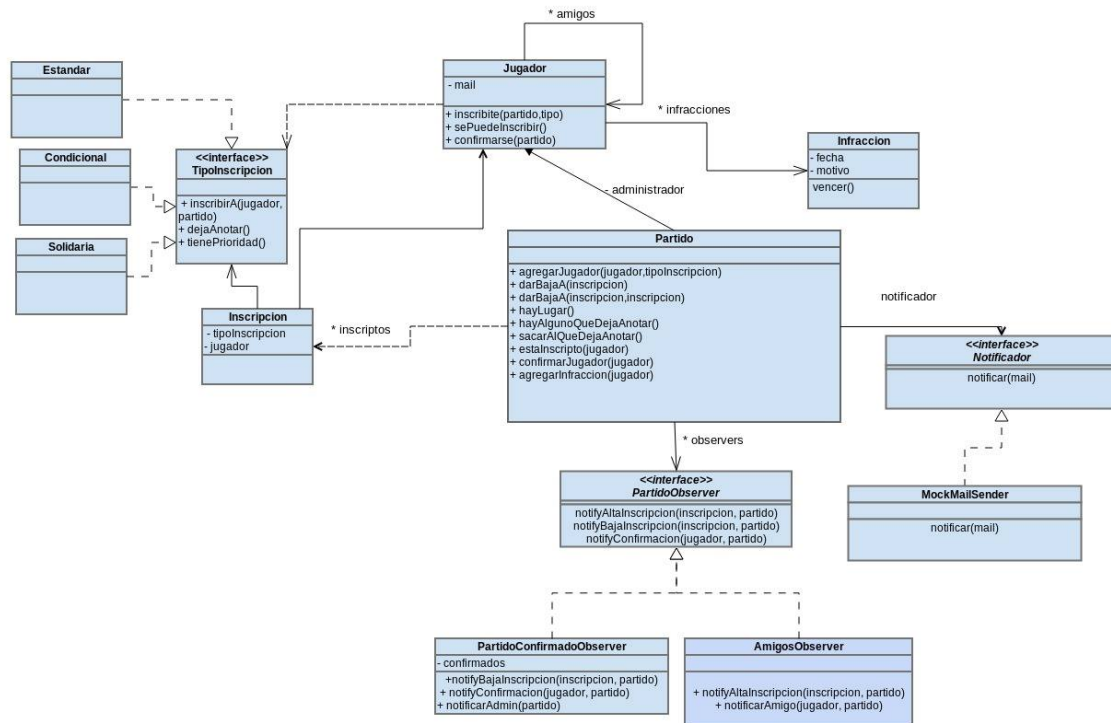 * amigos
Estandar
Jugador
- mail
+ inscribite(partido,tipo)
+ sePuedeInscribir()
+ confirmarse(partido)
* infracciones
Infraccion
- fecha
- motivo
vencer()
Condicional
<<interface>>
TipoInscripcion
+ inscribirA(jugador,
partido)
+ dejaAnotar()
+ tienePrioridad()
Solidaria
- administrador
Partido
+ agregarJugador(jugador,tipoInscripcion)
+ darBajaA(inscripcion)
+ darBajaA(inscripcion,inscripcion)
+ hayLugar()
+ hayAlgunoQueDejaAnotar()
+ sacarAlQueDejaAnotar()
+ estaInscripto(jugador)
+ confirmarJugador(jugador)
+ agregarInfraccion(jugador)
Inscripcion
- tipoInscripcion
- jugador
* inscriptos
notificador
<<interface>>
Notificador
notificar(mail)
* observers
<<interface>>
PartidoObserver
notifyAltaInscripcion(inscripcion, partido)
notifyBajaInscripcion(inscripcion, partido)
notifyConfirmacion(jugador, partido)
MockMailSender
notificar(mail)
PartidoConfirmadoObserver
- confirmados
+notifyBajaInscripcion(inscripcion, partido)
+ notifyConfirmacion(jugador, partido)
+ notificarAdmin(partido)
AmigosObserver
+ notifyAltaInscripcion(inscripcion, partido)
+ notificarAmigo(jugador, partido)